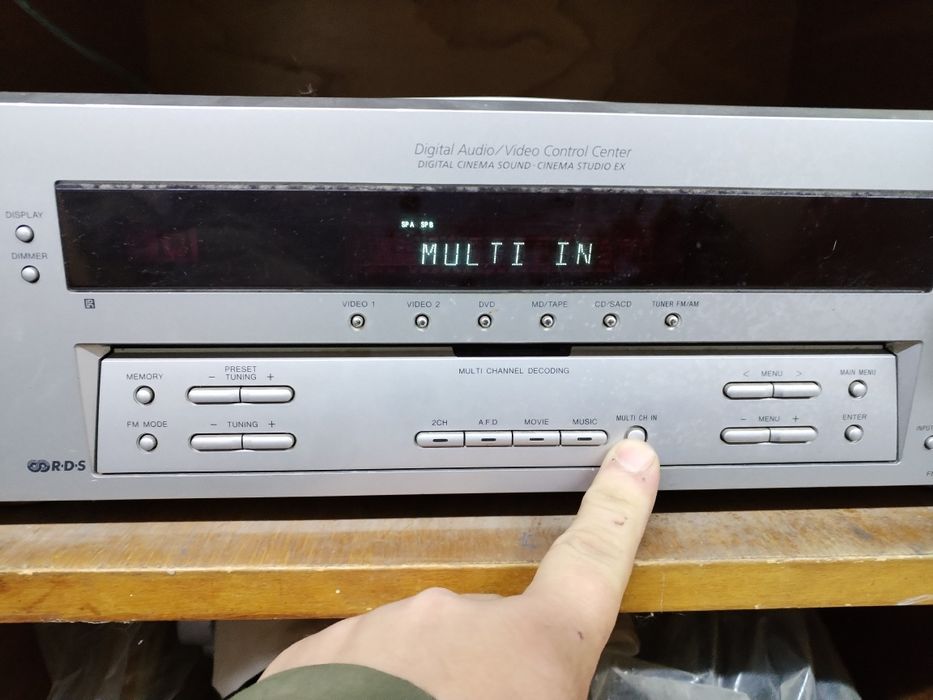 Digital Audio/Video Control Center
DIGITAL CINEMA SOUND · CINEMA STUDIO EX
DISPLAY
DIMMER
SPA SPB
MULTI IN
VIDEO 1 VIDEO 2 DVD MD/TAPE CD/SACD TUNER FM/AM
MULTI CHANNEL DECODING
MEMORY
PRESET
− TUNING +
< MENU >
MAIN MENU
FM MODE
− TUNING +
2CH A.F.D MOVIE MUSIC MULTI CH IN
− MENU +
ENTER
INPUT
R·D·S